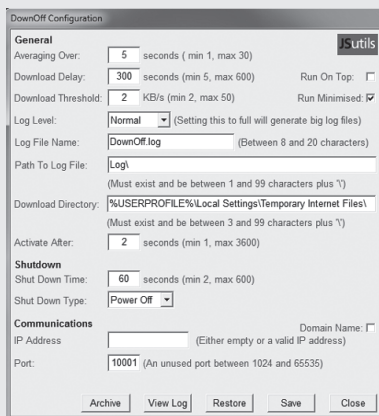 DownOff Configuration
General
JSutils
Averaging Over: 5 seconds ( min 1, max 30)
Download Delay: 300 seconds (min 5, max 600) Run On Top:
Download Threshold: 2 KB/s (min 2, max 50) Run Minimised:
Log Level: Normal (Setting this to full will generate big log files)
Log File Name: DownOff.log (Between 8 and 20 characters)
Path To Log File: Log\
(Must exist and be between 1 and 99 characters plus '\')
Download Directory: %USERPROFILE%\Local Settings\Temporary Internet Files\
(Must exist and be between 3 and 99 characters plus '\')
Activate After: 2 seconds (min 1, max 3600)
Shutdown
Shut Down Time: 60 seconds (min 2, max 600)
Shut Down Type: Power Off
Communications
Domain Name:
IP Address (Either empty or a valid IP address)
Port: 10001 (An unused port between 1024 and 65535)
Archive View Log Restore Save Close